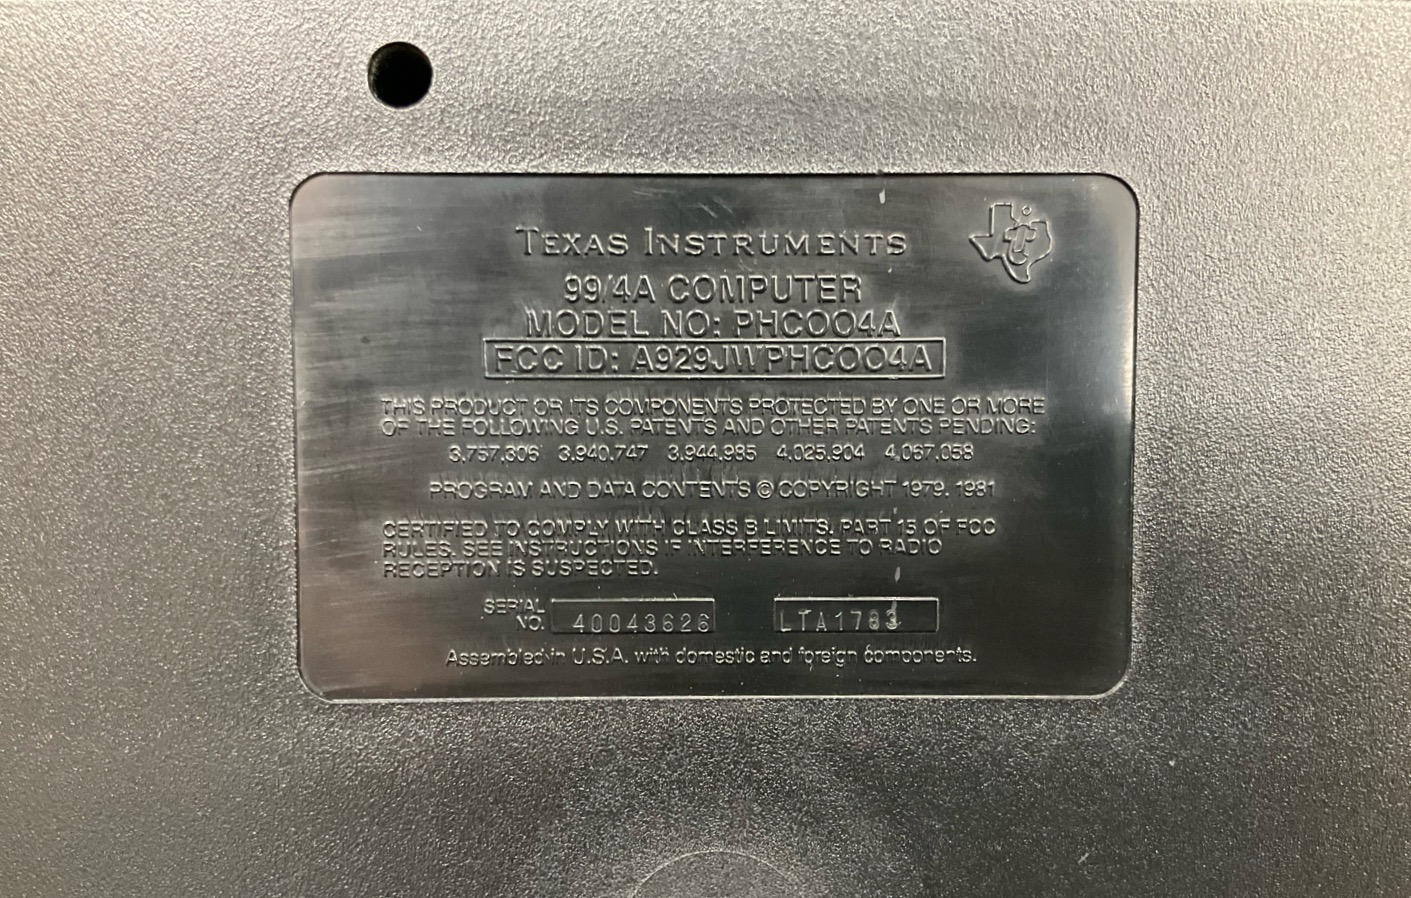 TEXAS INSTRUMENTS
99/4A COMPUTER
MODEL NO: PHC004A
FCC ID: A929JWPHC004A
THIS PRODUCT OR ITS COMPONENTS PROTECTED BY ONE OR MORE
OF THE FOLLOWING U.S. PATENTS AND OTHER PATENTS PENDING:
3,757,306 3,940,747 3,944,985 4,025,904 4,067,058
PROGRAM AND DATA CONTENTS © COPYRIGHT 1979, 1981
CERTIFIED TO COMPLY WITH CLASS B LIMITS, PART 15 OF FCC
RULES. SEE INSTRUCTIONS IF INTERFERENCE TO RADIO
RECEPTION IS SUSPECTED.
SERIAL
NO. 40043626 LTA1783
Assembled in U.S.A. with domestic and foreign components.